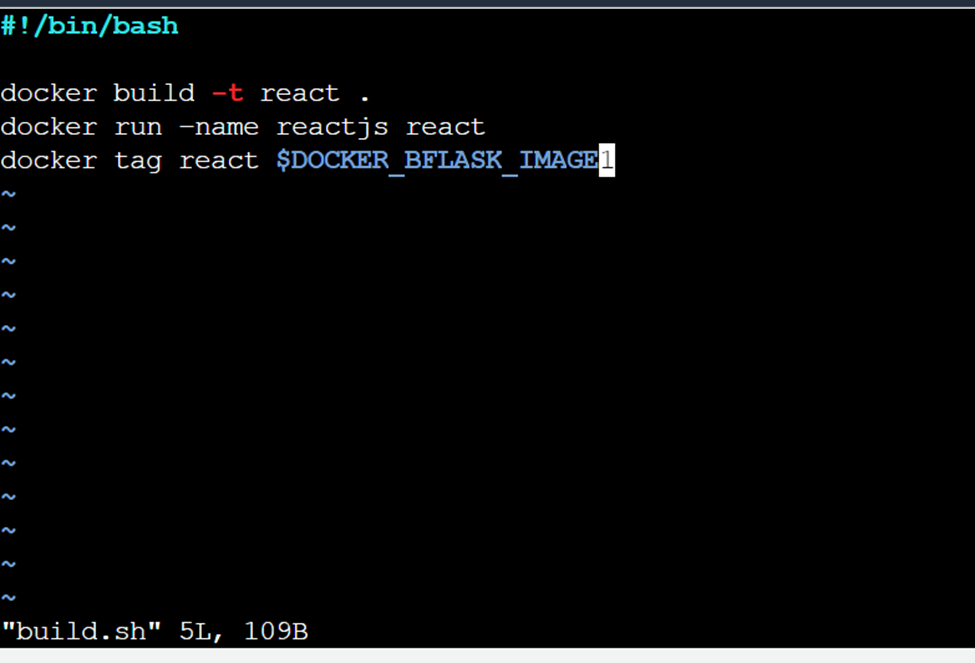 #!/bin/bash
docker build -t react .
docker run –name reactjs react
docker tag react $DOCKER_BFLASK_IMAGE1
~
~
~
~
~
~
~
~
~
~
~
~
~
"build.sh" 5L, 109B